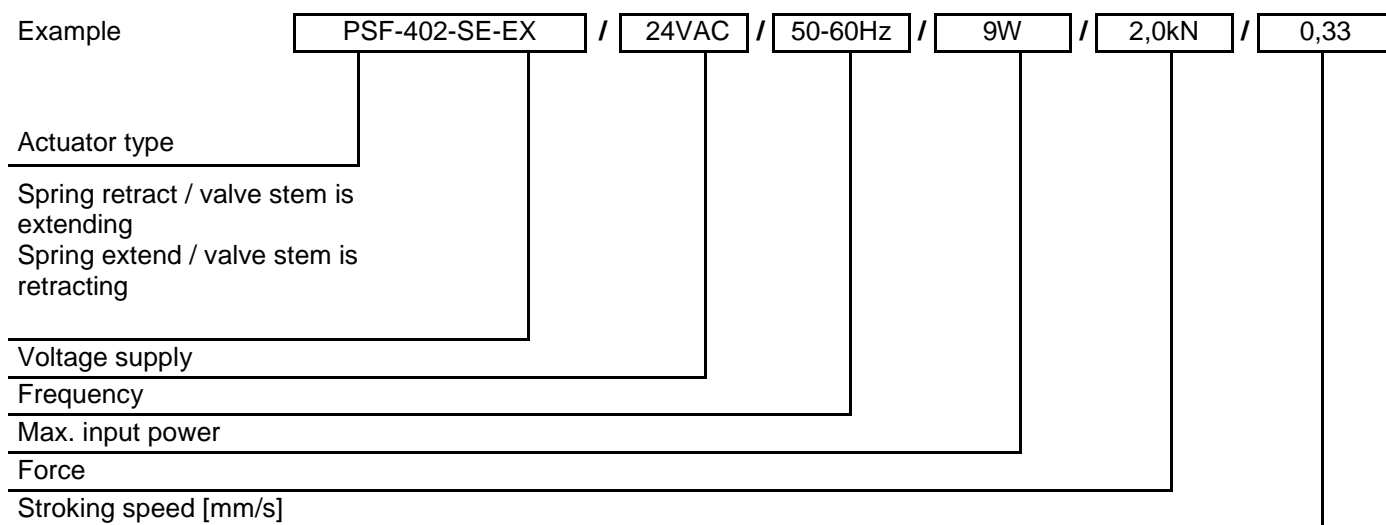 Example PSF-402-SE-EX / 24VAC / 50-60Hz / 9W / 2,0kN / 0,33
Actuator type
Spring retract / valve stem is
extending
Spring extend / valve stem is
retracting
Voltage supply
Frequency
Max. input power
Force
Stroking speed [mm/s]